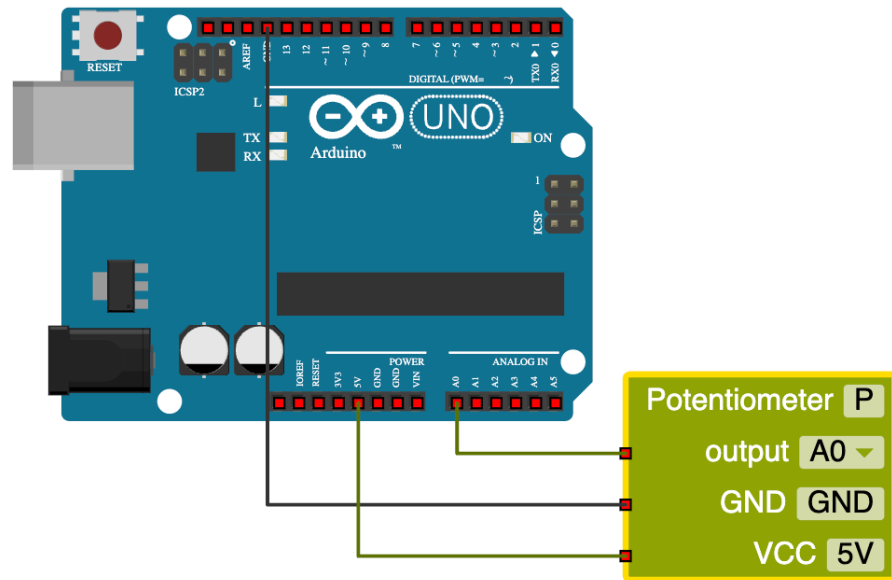 RESET
ICSP2
AREF
GND
13
12
~ 11
~ 10
~ 9
8
7
~ 6
~ 5
4
~ 3
2
TX0 ▶ 1
RX0 ◀ 0
DIGITAL (PWM= ~)
L
TX
RX
Arduino
TM
UNO
ON
1
ICSP
IOREF
RESET
3V3
5V
GND
GND
VIN
POWER
ANALOG IN
A0
A1
A2
A3
A4
A5
Potentiometer P
output A0
GND GND
VCC 5V